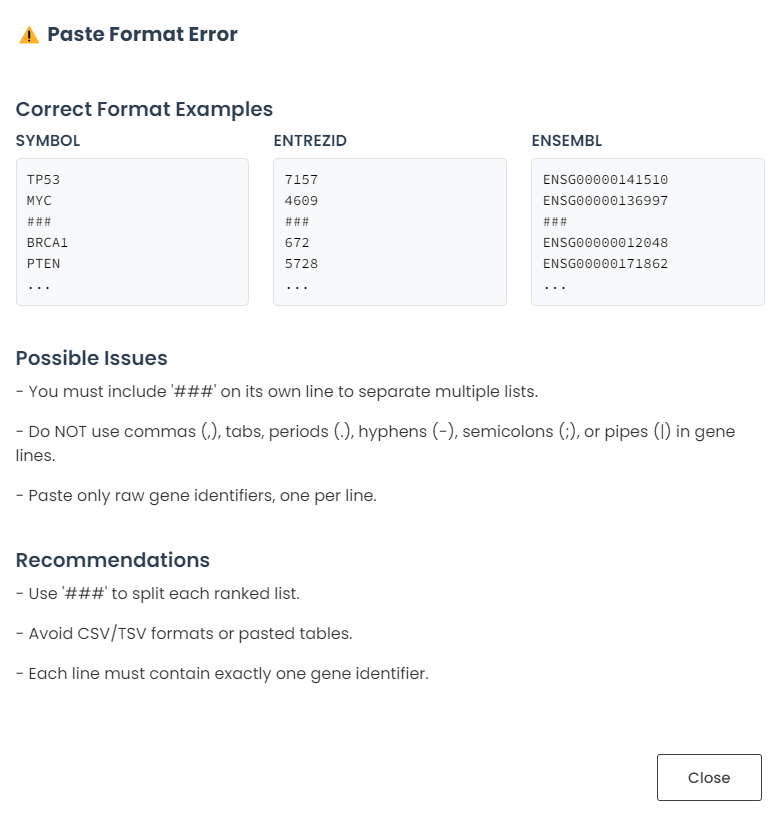 ⚠ Paste Format Error
Correct Format Examples
SYMBOL
TP53
MYC
###
BRCA1
PTEN
...
ENTREZID
7157
4609
###
672
5728
...
ENSEMBL
ENSG00000141510
ENSG00000136997
###
ENSG00000012048
ENSG00000171862
...
Possible Issues
- You must include '###' on its own line to separate multiple lists.
- Do NOT use commas (,), tabs, periods (.), hyphens (-), semicolons (;), or pipes (|) in gene
lines.
- Paste only raw gene identifiers, one per line.
Recommendations
- Use '###' to split each ranked list.
- Avoid CSV/TSV formats or pasted tables.
- Each line must contain exactly one gene identifier.
Close